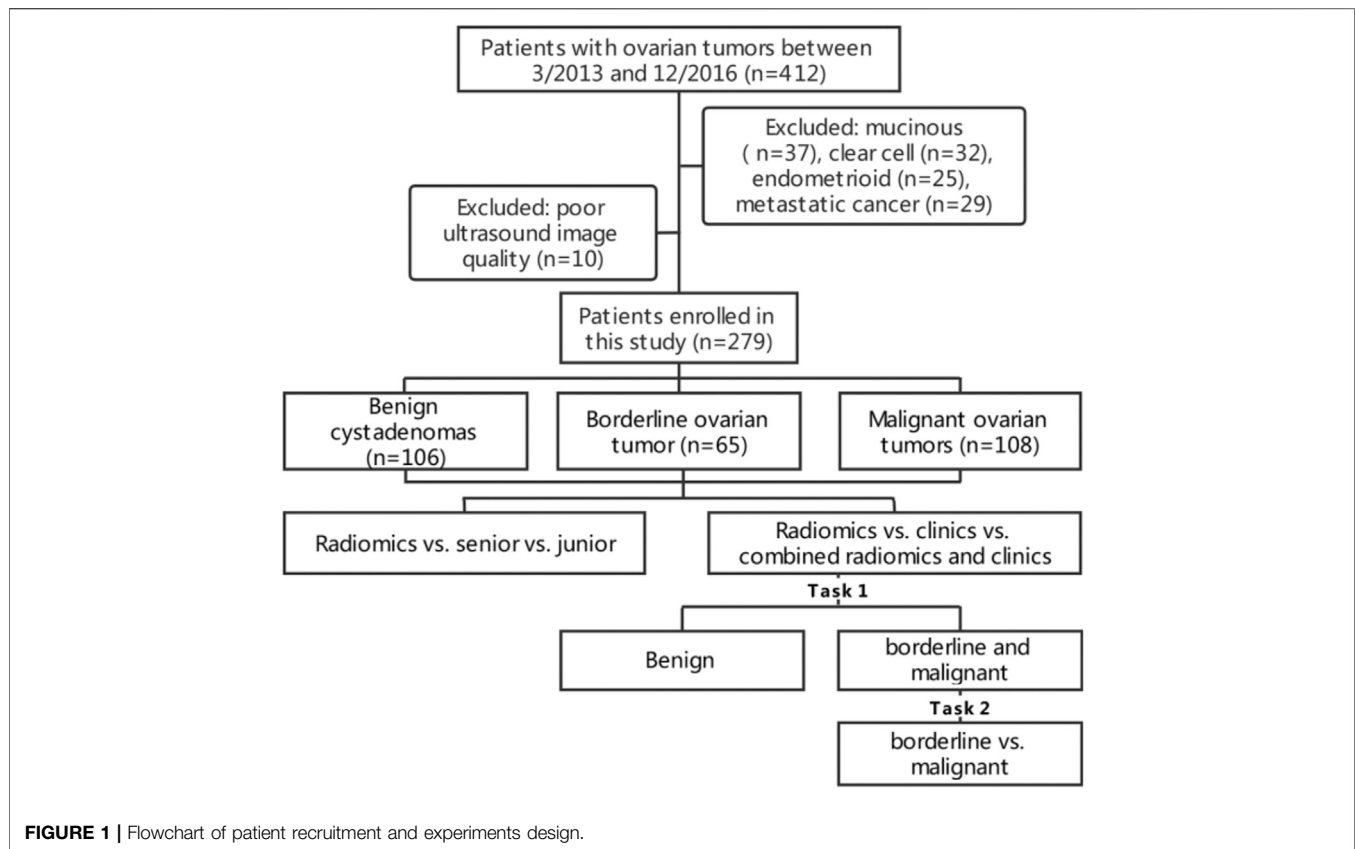 Patients with ovarian tumors between
3/2013 and 12/2016 (n=412)
Excluded: mucinous
( n=37), clear cell (n=32),
endometrioid (n=25),
metastatic cancer (n=29)
Excluded: poor
ultrasound image
quality (n=10)
Patients enrolled in
this study (n=279)
Benign
cystadenomas
(n=106)
Borderline ovarian
tumor (n=65)
Malignant ovarian
tumors (n=108)
Radiomics vs. senior vs. junior
Radiomics vs. clinics vs.
combined radiomics and clinics
Task 1
Benign
borderline and
malignant
Task 2
borderline vs.
malignant
FIGURE 1 | Flowchart of patient recruitment and experiments design.